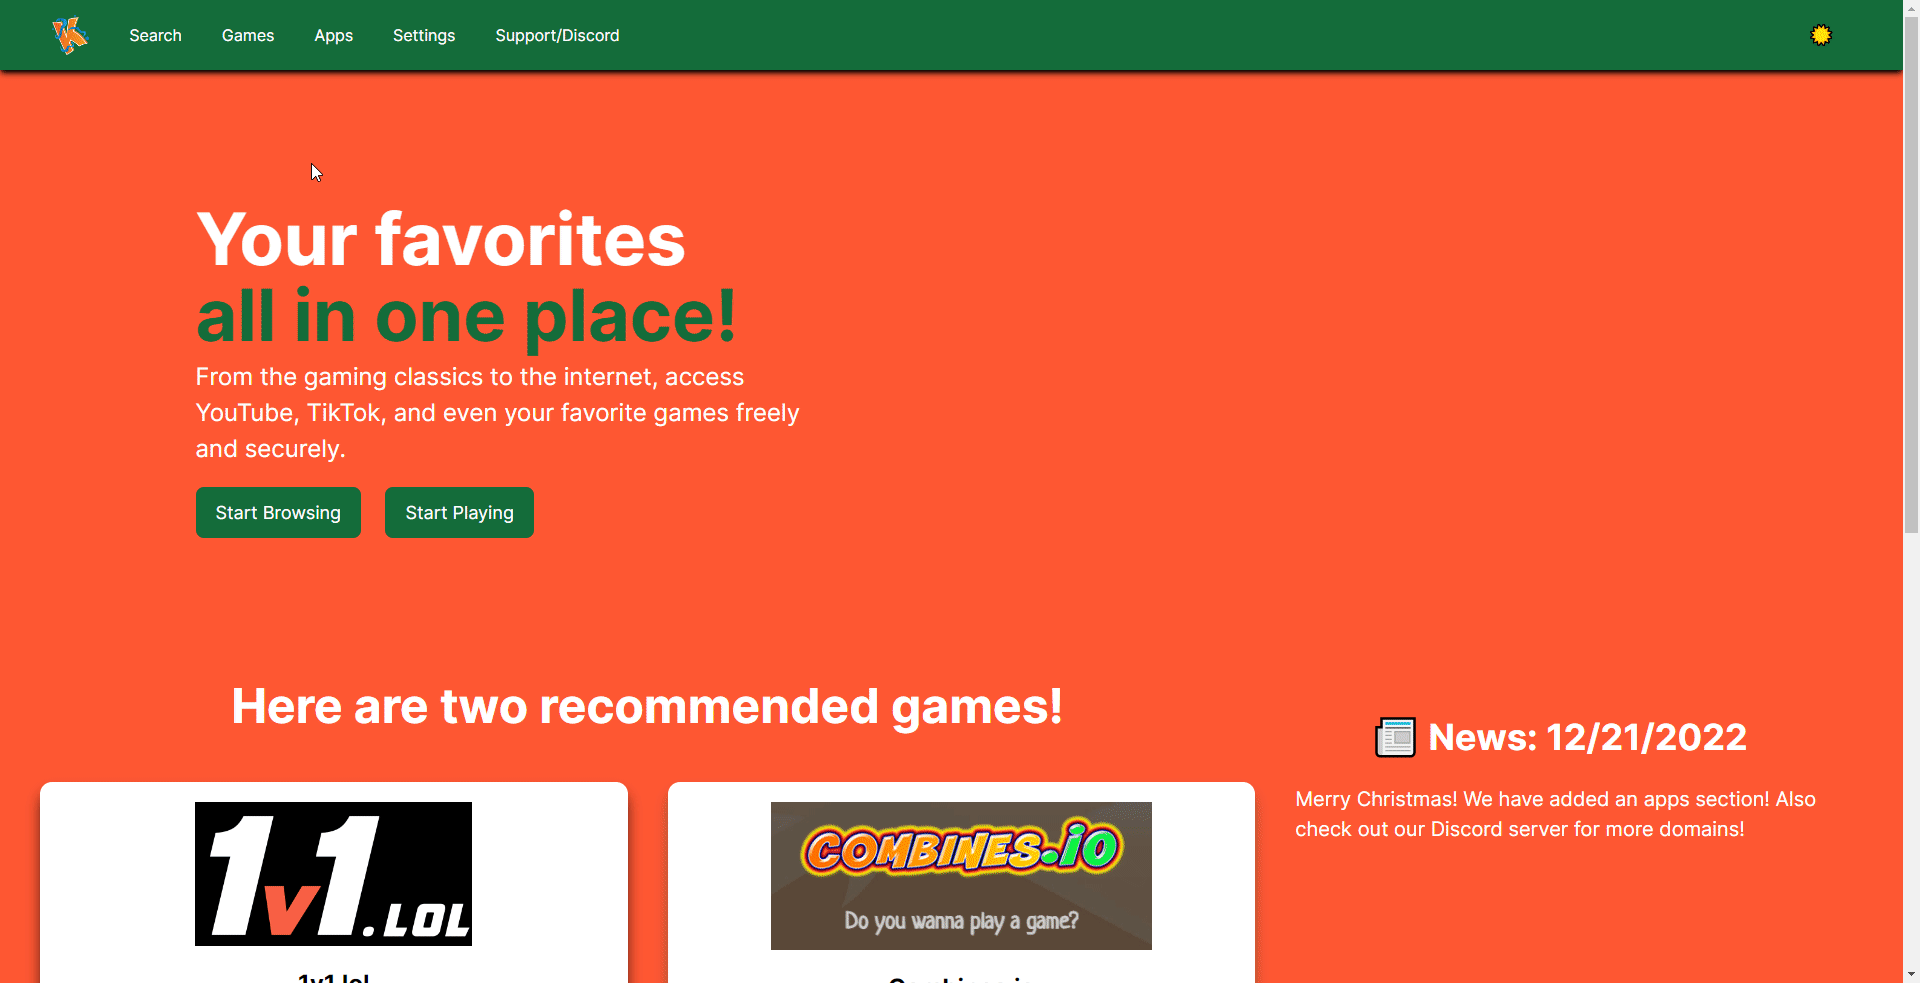 Search
Games
Apps
Settings
Support/Discord
Your favorites
all in one place!
From the gaming classics to the internet, access
YouTube, TikTok, and even your favorite games freely
and securely.
Start Browsing
Start Playing
Here are two recommended games!
1v1.LOL
COMBINES.iO
Do you wanna play a game?
1v1.lol
News: 12/21/2022
Merry Christmas! We have added an apps section! Also
check out our Discord server for more domains!